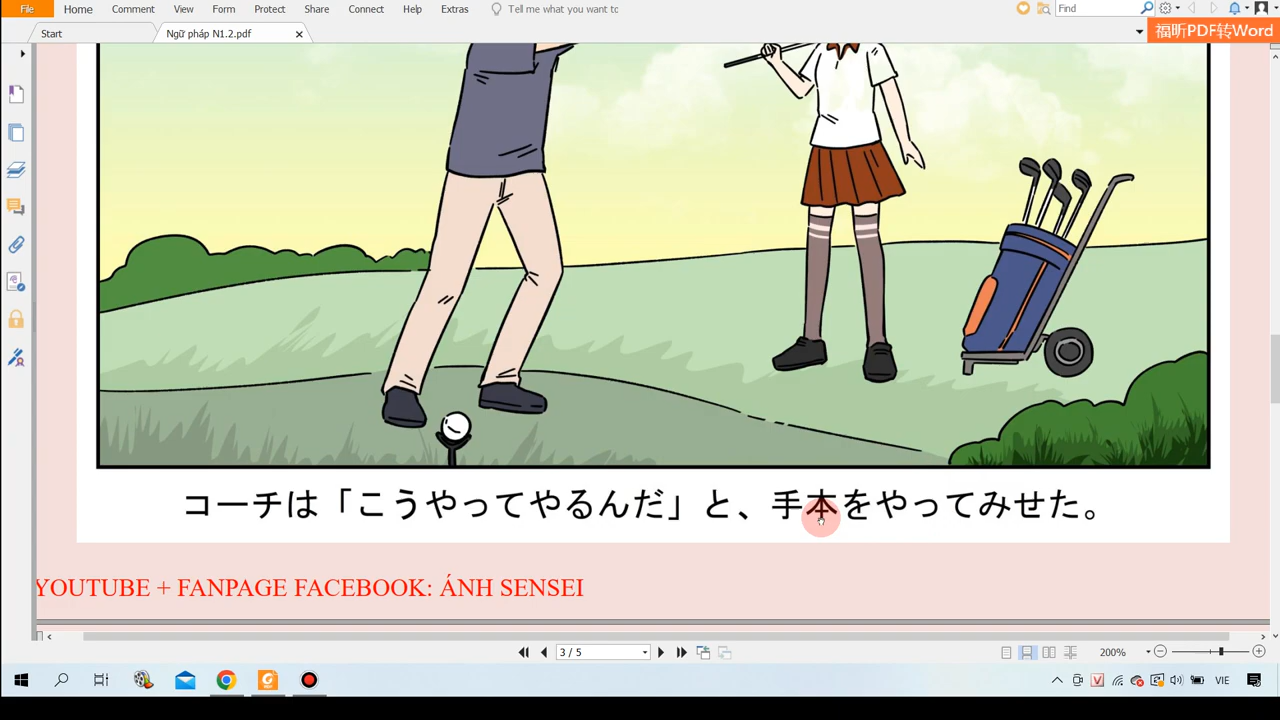 File Home Comment View Form Protect Share Connect Help Extras Tell me what you want tc Find
Start Ngữ pháp N1.2.pdf
福昕PDF转Word
コーチは「こうやってやるんだ」と、手本をやってみせた。
YOUTUBE + FANPAGE FACEBOOK: ÁNH SENSEI
3 / 5 200%
VIE